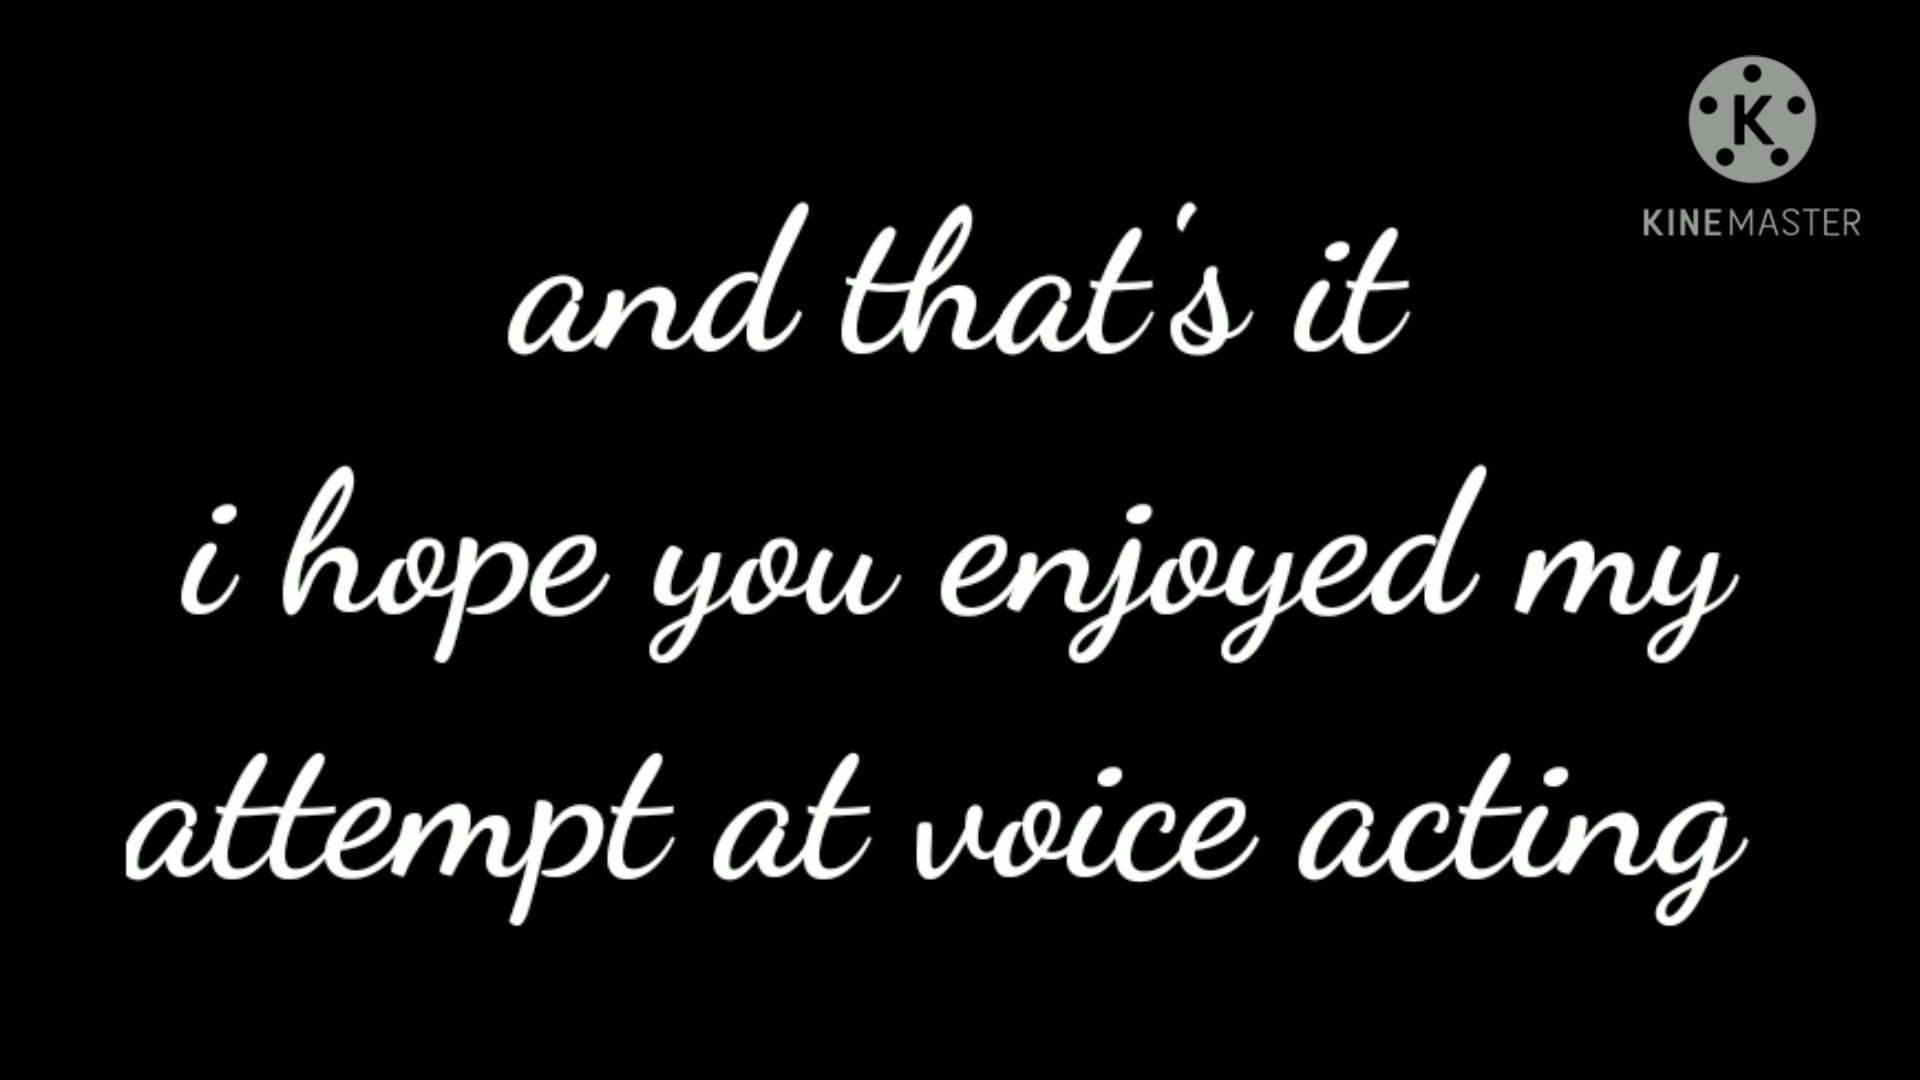 K
KINEMASTER
and that's it
i hope you enjoyed my
attempt at voice acting